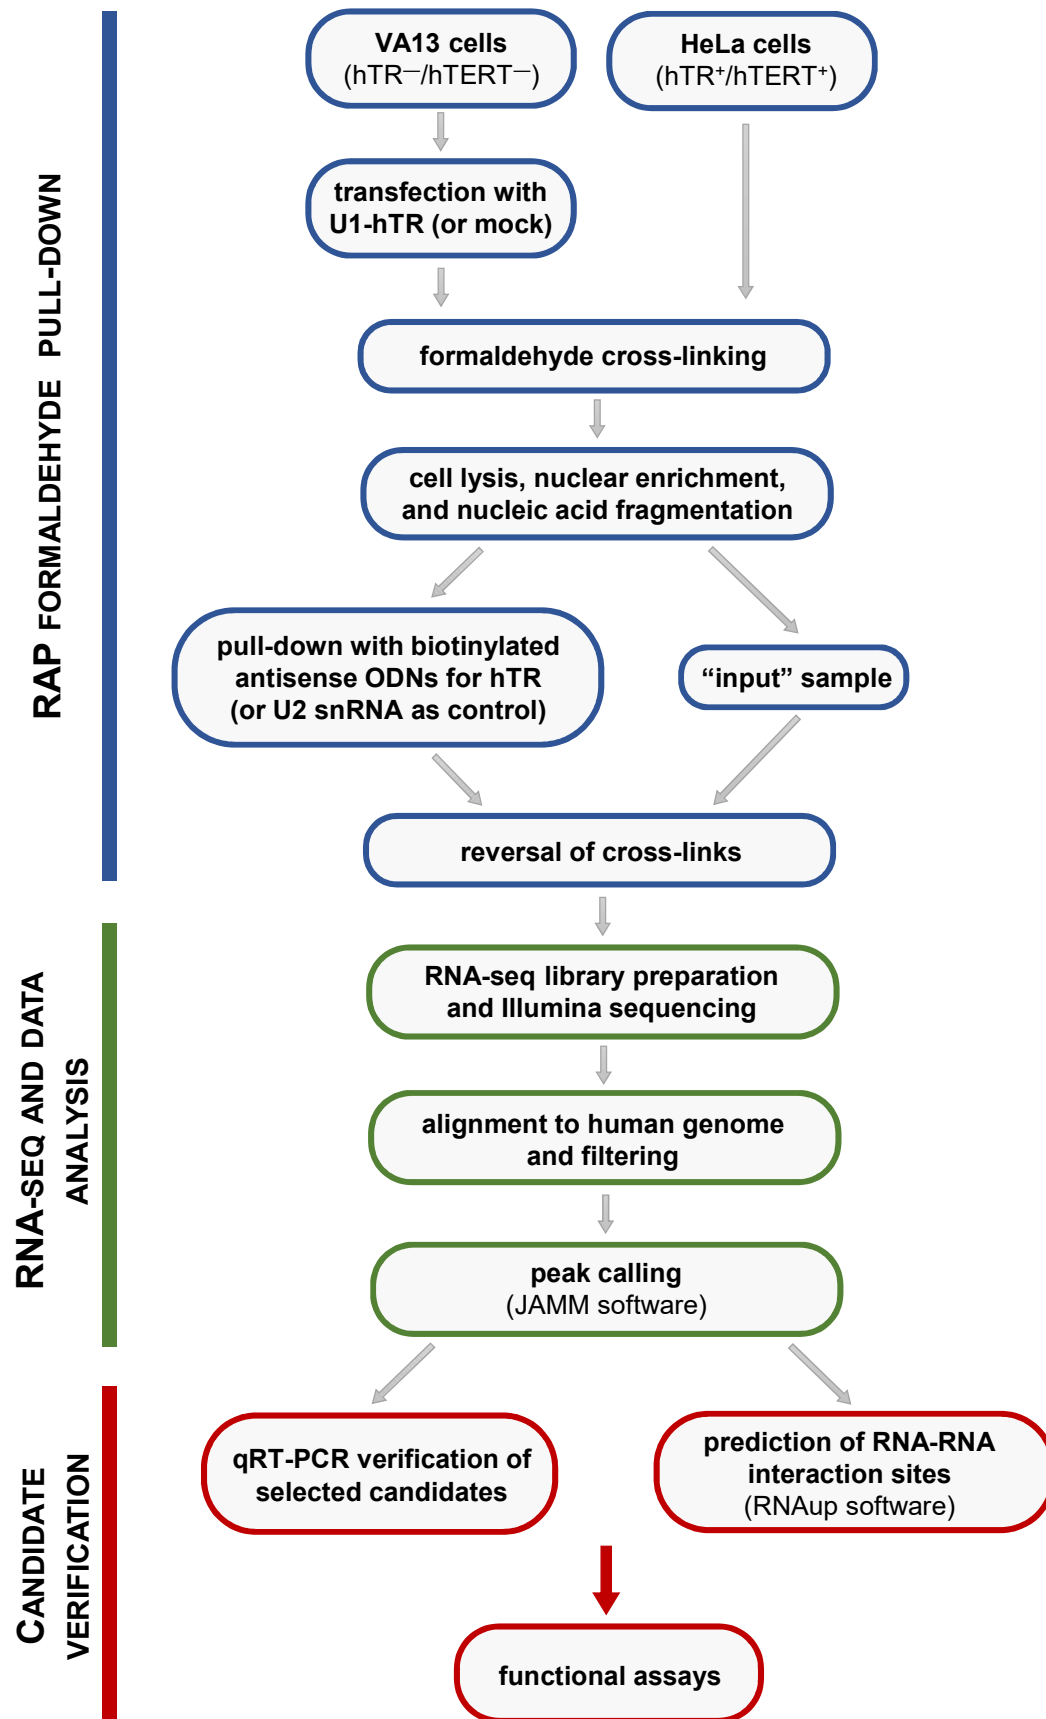 RAP FORMALDEHYDE PULL-DOWN
VA13 cells
(hTR—/hTERT—)
HeLa cells
(hTR⁺/hTERT⁺)
transfection with
U1-hTR (or mock)
formaldehyde cross-linking
cell lysis, nuclear enrichment,
and nucleic acid fragmentation
pull-down with biotinylated
antisense ODNs for hTR
(or U2 snRNA as control)
“input” sample
reversal of cross-links
RNA-SEQ AND DATA
ANALYSIS
RNA-seq library preparation
and Illumina sequencing
alignment to human genome
and filtering
peak calling
(JAMM software)
CANDIDATE
VERIFICATION
qRT-PCR verification of
selected candidates
prediction of RNA-RNA
interaction sites
(RNAup software)
functional assays